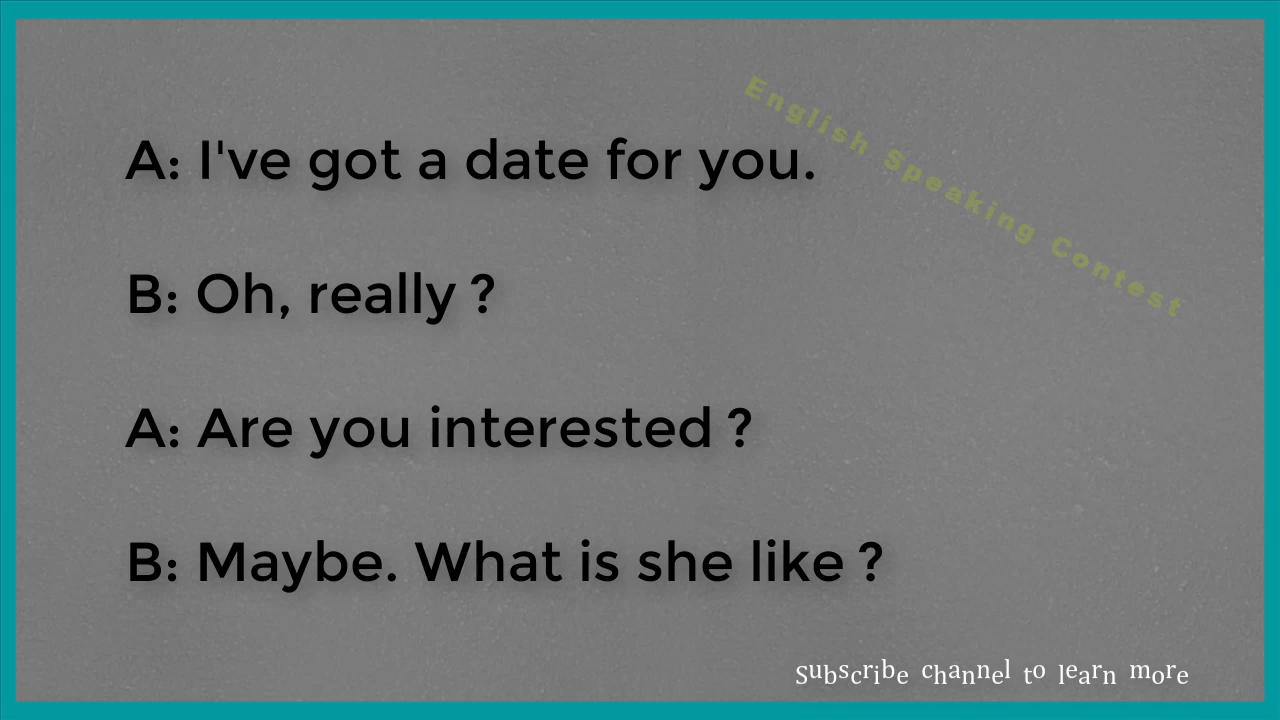 English Speaking Contest
A: I've got a date for you.
B: Oh, really ?
A: Are you interested ?
B: Maybe. What is she like ?
Subscribe channel to learn more